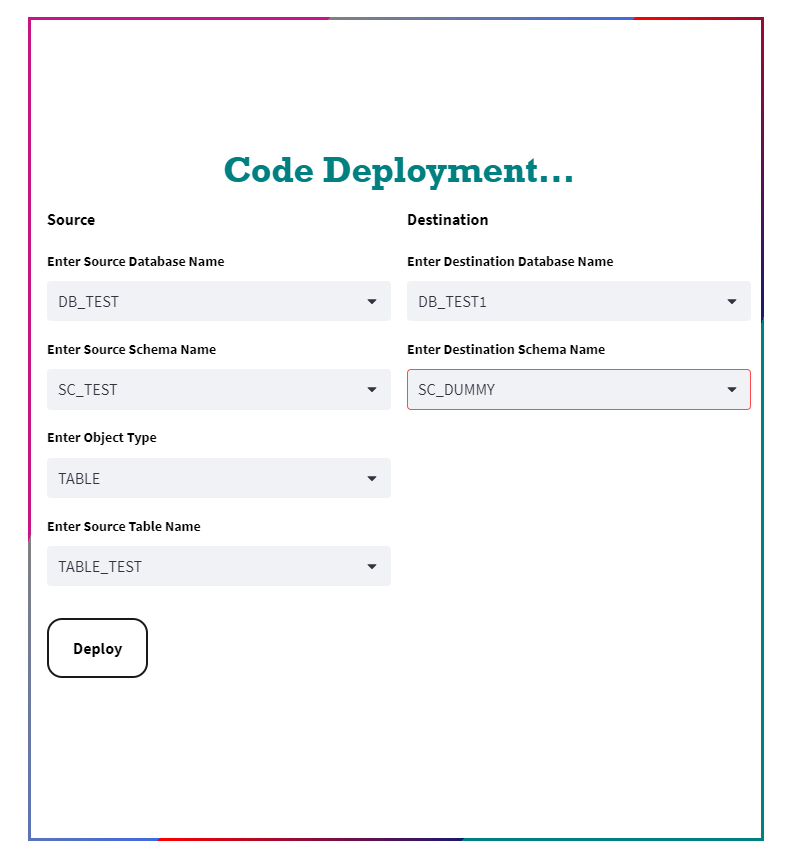 Code Deployment...
Source
Destination
Enter Source Database Name
Enter Destination Database Name
DB_TEST
DB_TEST1
Enter Source Schema Name
Enter Destination Schema Name
SC_TEST
SC_DUMMY
Enter Object Type
TABLE
Enter Source Table Name
TABLE_TEST
Deploy